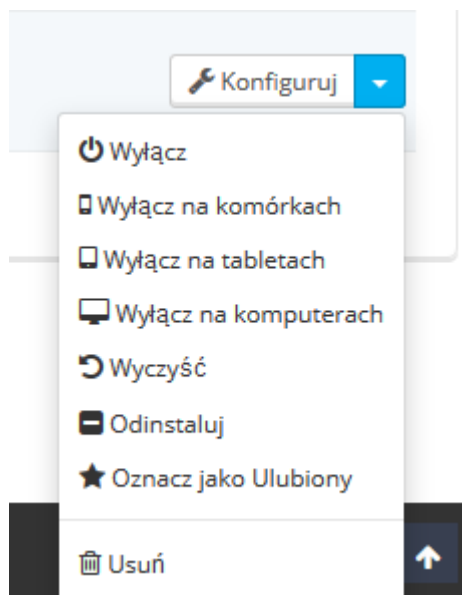 Konfiguruj
Wyłącz
Wyłącz na komórkach
Wyłącz na tabletach
Wyłącz na komputerach
Wyczyść
Odinstaluj
Oznacz jako Ulubiony
Usuń